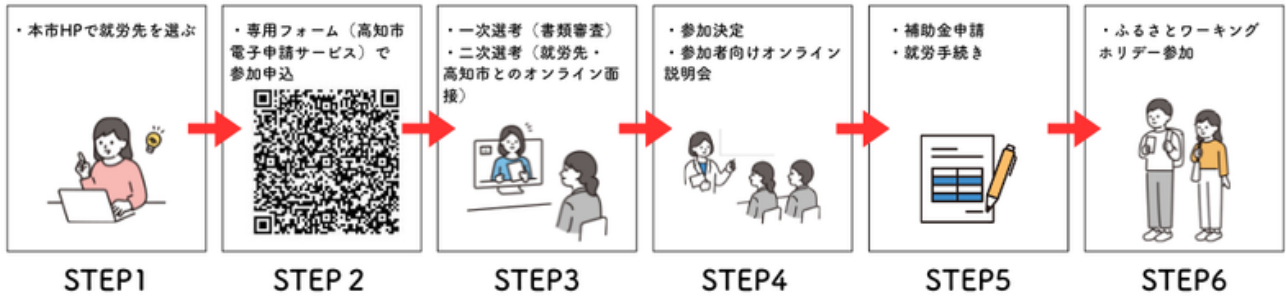 ・本市HPで就労先を選ぶ
STEP1
・専用フォーム（高知市
電子申請サービス）で
参加申込
STEP2
・一次選考（書類審査）
・二次選考（就労先・
高知市とのオンライン面
接）
STEP3
・参加決定
・参加者向けオンライン
説明会
STEP4
・補助金申請
・就労手続き
STEP5
・ふるさとワーキング
ホリデー参加
STEP6